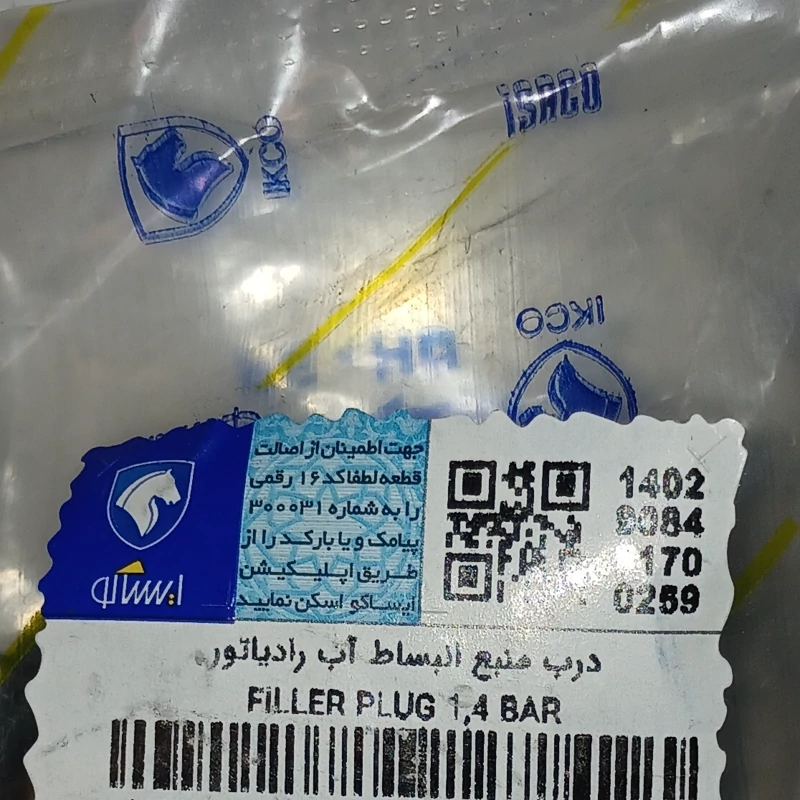 iSACO
IKCO
IKCO
جهت اطمینان از اصالت
قطعه لطفا کد ۱۶ رقمی
را به شماره ۳۰۰۰۳۱
پیامک و یا بارکد را از
طریق اپلیکیشن
ایساکو اسکن نمایید
1402
8084
170
0259
ایساکو
درب منبع انبساط آب رادیاتور
FILLER PLUG 1,4 BAR